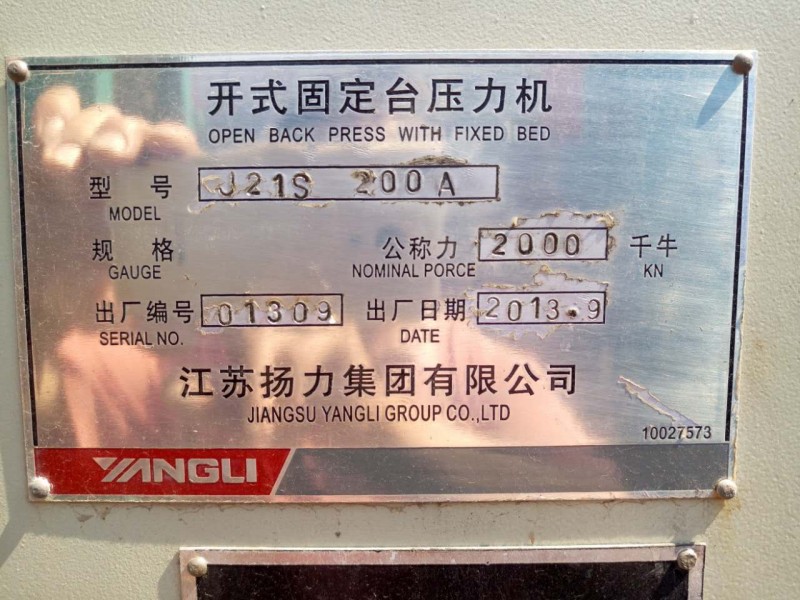 开式固定台压力机
OPEN BACK PRESS WITH FIXED BED
型 号 J21S 200A
MODEL
规 格 公称力 2000 千牛
GAUGE NOMINAL PORCE KN
出厂编号 01309 出厂日期 2013.9
SERIAL NO. DATE
江苏扬力集团有限公司
JIANGSU YANGLI GROUP CO.,LTD
10027573
YANGLI